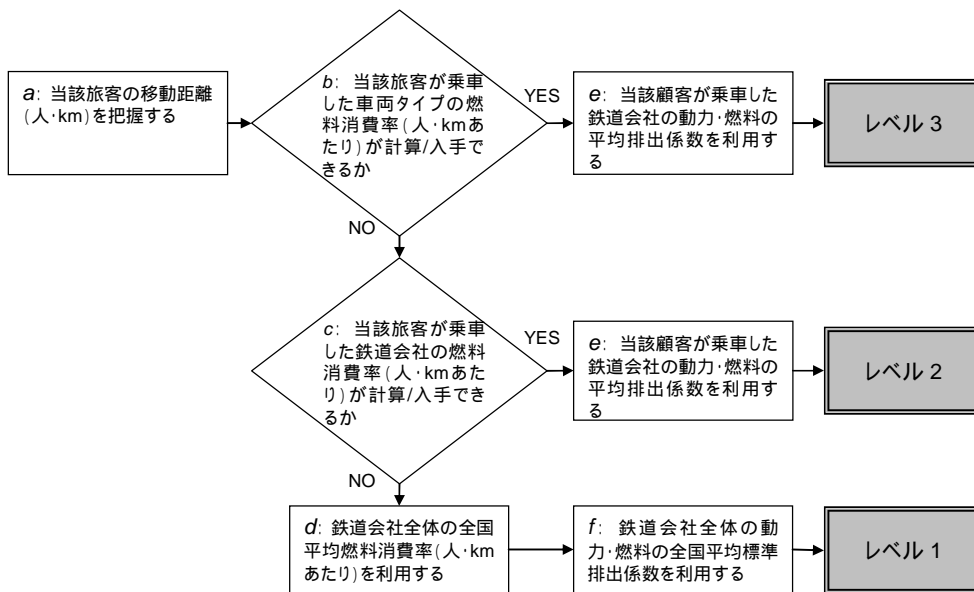 a: 当該旅客の移動距離
(人・km)を把握する
b: 当該旅客が乗車
した車両タイプの燃
料消費率(人・kmあ
たり)が計算/入手で
きるか
YES
e: 当該顧客が乗車した
鉄道会社の動力・燃料の
平均排出係数を利用す
る
レベル 3
NO
c: 当該旅客が乗車
した鉄道会社の燃料
消費率(人・kmあた
り)が計算/入手でき
るか
YES
e: 当該顧客が乗車した
鉄道会社の動力・燃料の
平均排出係数を利用す
る
レベル 2
NO
d: 鉄道会社全体の全国
平均燃料消費率(人・km
あたり)を利用する
f: 鉄道会社全体の動
力・燃料の全国平均標準
排出係数を利用する
レベル 1